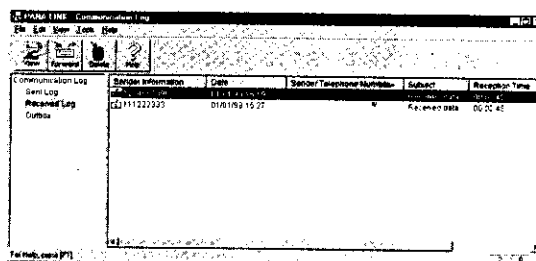 PANA LINK - Communication Log
File Edit View Tools Help
View Forward Delete Help
Communication Log
Sent Log
Received Log
Outbox
Sender Information Date Sender Telephone Number Subject Reception Time
111222333 01/01/99 15:27 Received data 00:00:45
For Help, press [F1]